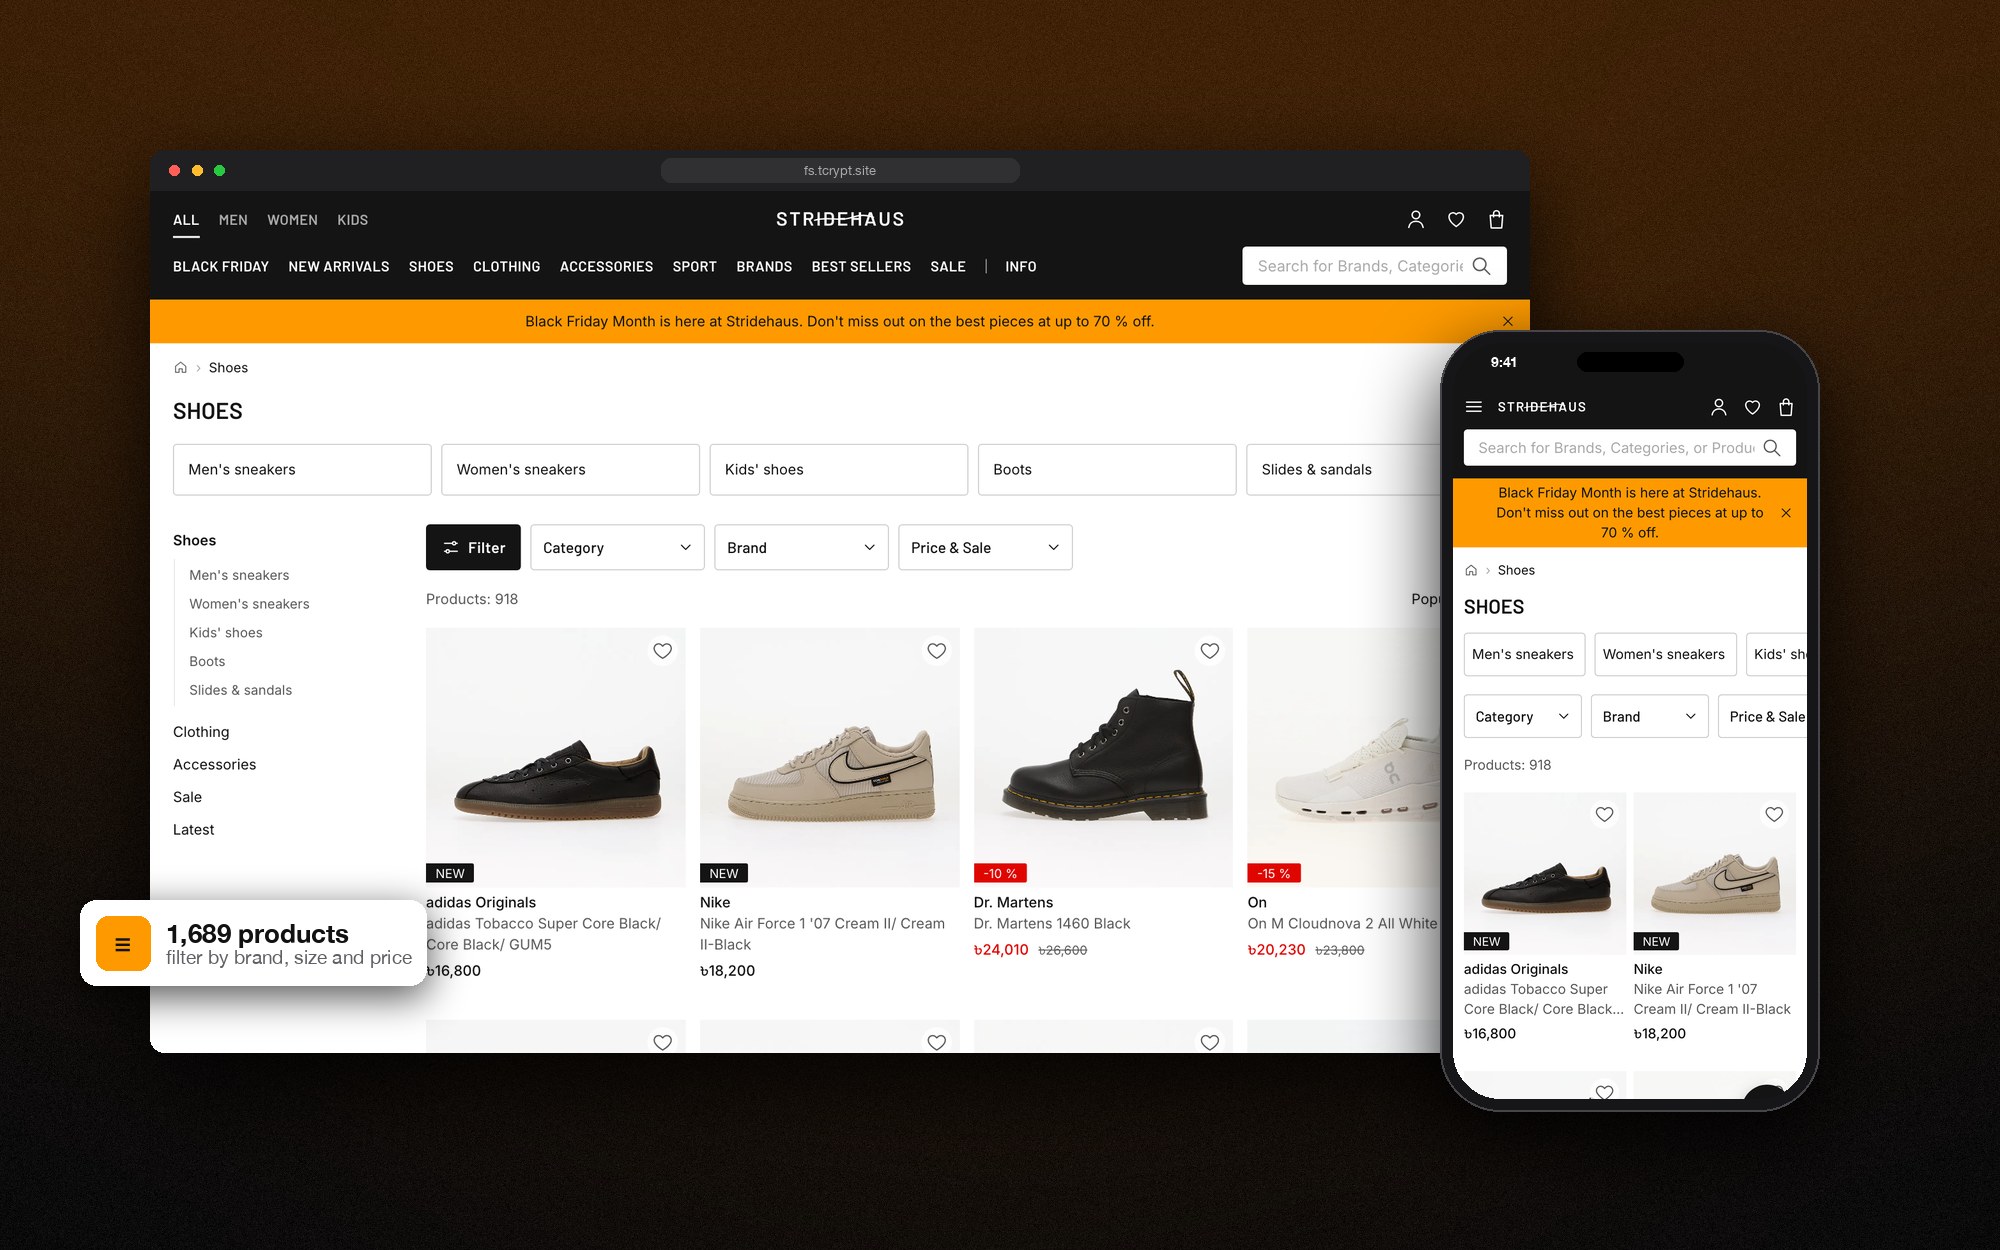 fs.tcrypt.site
ALL MEN WOMEN KIDS
STRIDEHAUS
BLACK FRIDAY NEW ARRIVALS SHOES CLOTHING ACCESSORIES SPORT BRANDS BEST SELLERS SALE | INFO
Search for Brands, Categorie
Black Friday Month is here at Stridehaus. Don't miss out on the best pieces at up to 70 % off.
Shoes
SHOES
Men's sneakers
Women's sneakers
Kids' shoes
Boots
Slides & sandals
Shoes
Men's sneakers
Women's sneakers
Kids' shoes
Boots
Slides & sandals
Clothing
Accessories
Sale
Latest
Filter
Category
Brand
Price & Sale
Products: 918
Popu
NEW
adidas Originals
adidas Tobacco Super Core Black/
Core Black/ GUM5
৳16,800
NEW
Nike
Nike Air Force 1 '07 Cream II/ Cream
II-Black
৳18,200
-10 %
Dr. Martens
Dr. Martens 1460 Black
৳24,010 ৳26,600
-15 %
On
On M Cloudnova 2 All White
৳20,230 ৳23,800
1,689 products
filter by brand, size and price
9:41
STRIDEHAUS
Search for Brands, Categories, or Produc
Black Friday Month is here at Stridehaus.
Don't miss out on the best pieces at up to
70 % off.
Shoes
SHOES
Men's sneakers
Women's sneakers
Kids' sho
Category
Brand
Price & Sale
Products: 918
NEW
adidas Originals
adidas Tobacco Super
Core Black/ Core Black...
৳16,800
NEW
Nike
Nike Air Force 1 '07
Cream II/ Cream II-Black
৳18,200